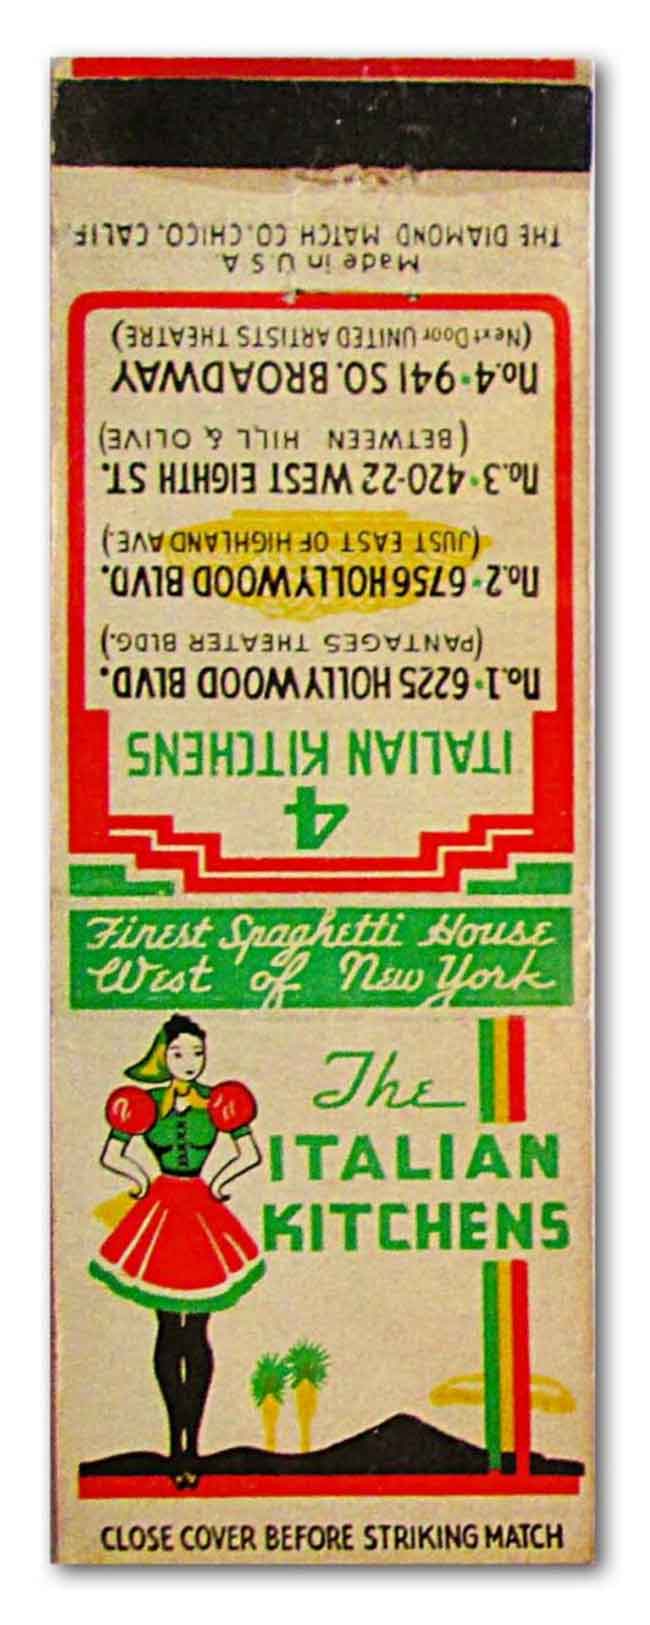 Finest Spaghetti House
West of New York
The
ITALIAN
KITCHENS
CLOSE COVER BEFORE STRIKING MATCH
4
ITALIAN KITCHENS
No.1·6225 HOLLYWOOD BLVD.
(PANTAGES THEATER BLDG.)
No.2·6756 HOLLYWOOD BLVD.
(JUST EAST OF HIGHLAND AVE.)
No.3·420-22 WEST EIGHTH ST.
(BETWEEN HILL & OLIVE)
No.4·941 SO. BROADWAY
(Next Door UNITED ARTISTS THEATRE)
Made in U.S A.
THE DIAMOND MATCH CO. CHICO. CALIF.